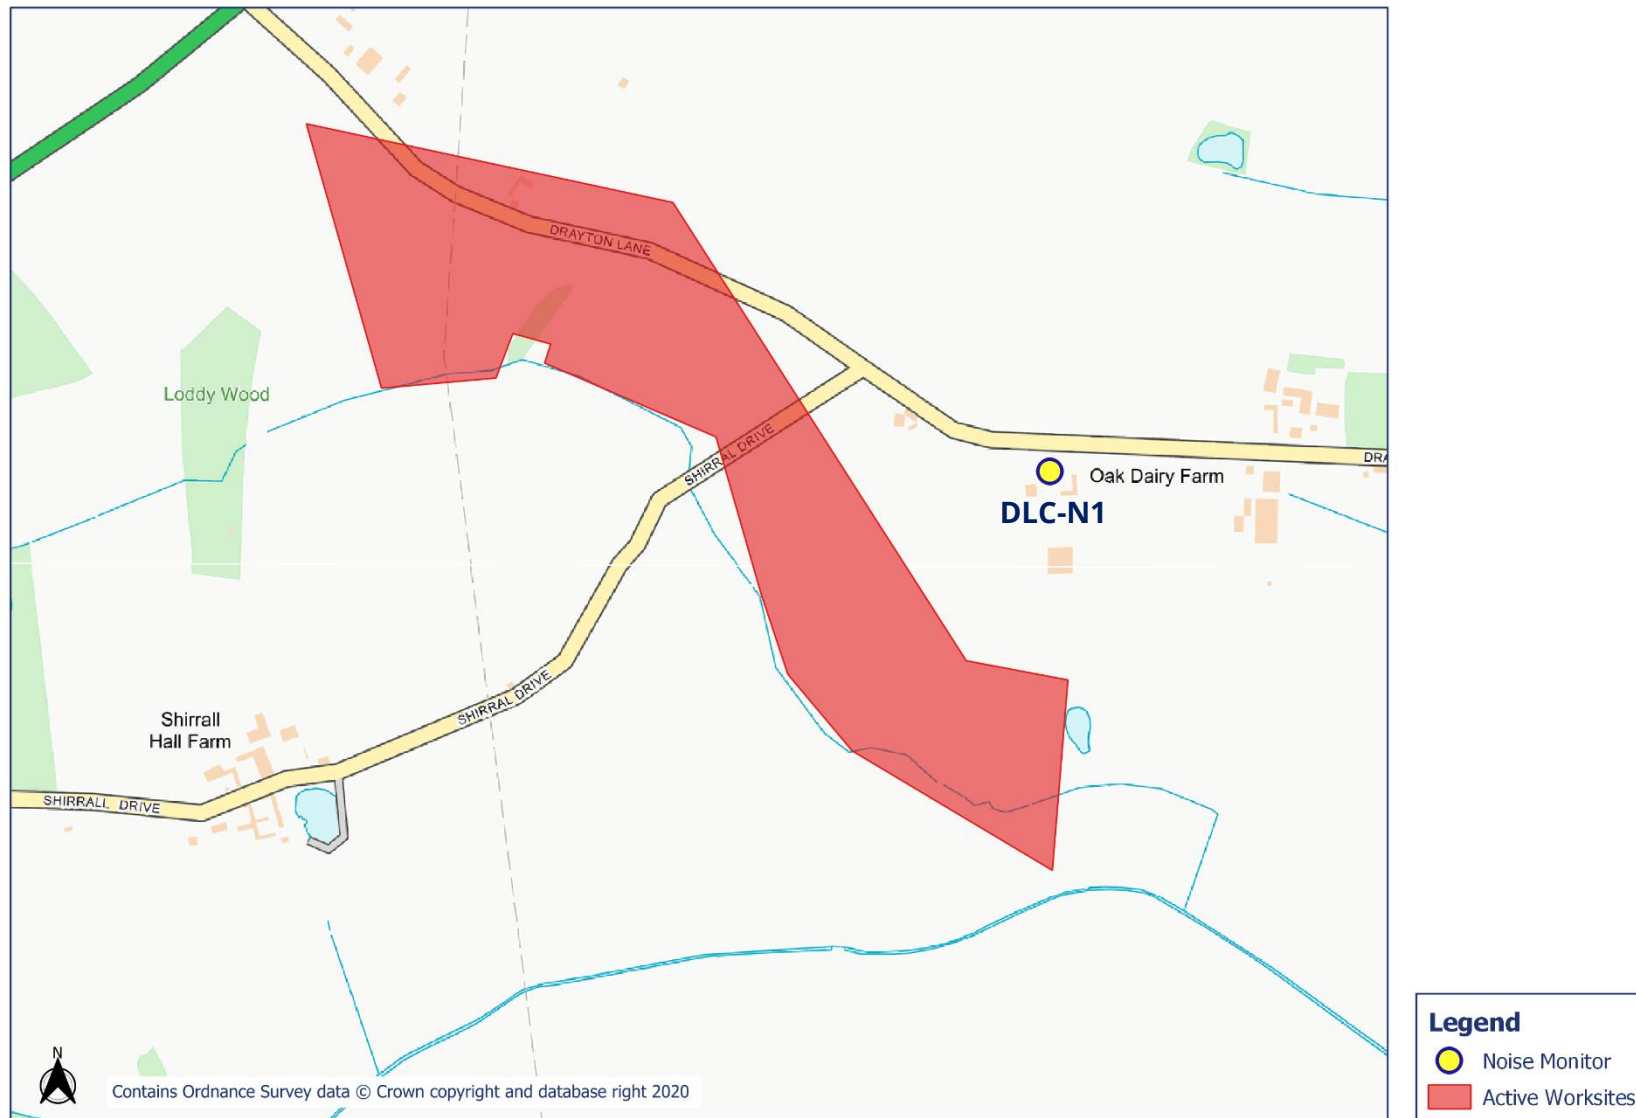 DRAYTON LANE
Loddy Wood
SHIRRAL DRIVE
DRA
Oak Dairy Farm
DLC-N1
SHIRRAL DRIVE
Shirrall
Hall Farm
SHIRRALL DRIVE
N
Contains Ordnance Survey data © Crown copyright and database right 2020
Legend
Noise Monitor
Active Worksites